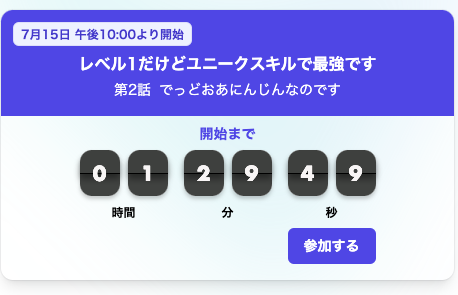 7月15日 午後10:00より開始
レベル1だけどユニークスキルで最強です
第2話 でっどおあにんじんなのです
開始まで
0 1 2 9 4 9
時間 分 秒
参加する